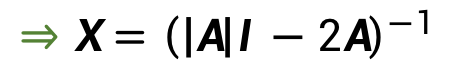 ⇒ X = (|A|I − 2A)⁻¹